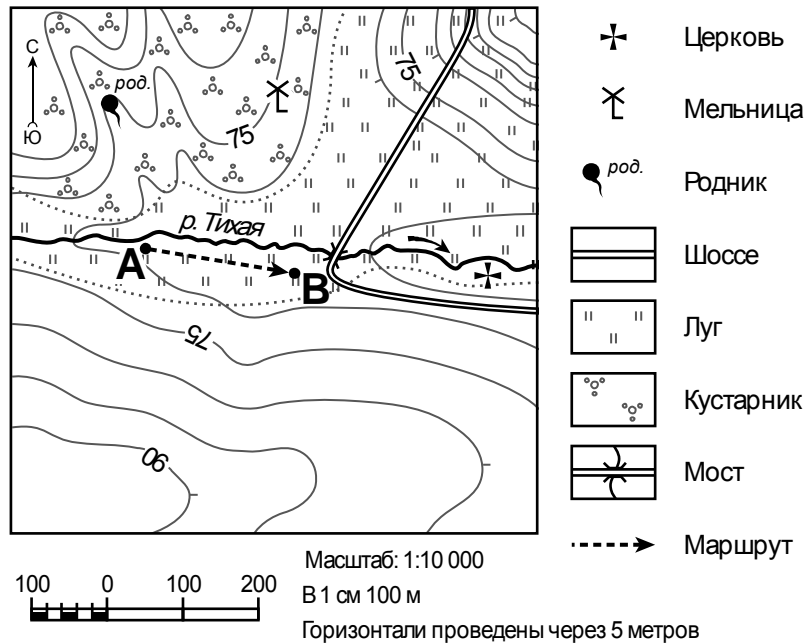 С
Ю
род.
75
75
р. Тихая
А
В
75
90
Церковь
Мельница
род.
Родник
Шоссе
Луг
Кустарник
Мост
Маршрут
Масштаб: 1:10 000
100 0 100 200
В 1 см 100 м
Горизонтали проведены через 5 метров